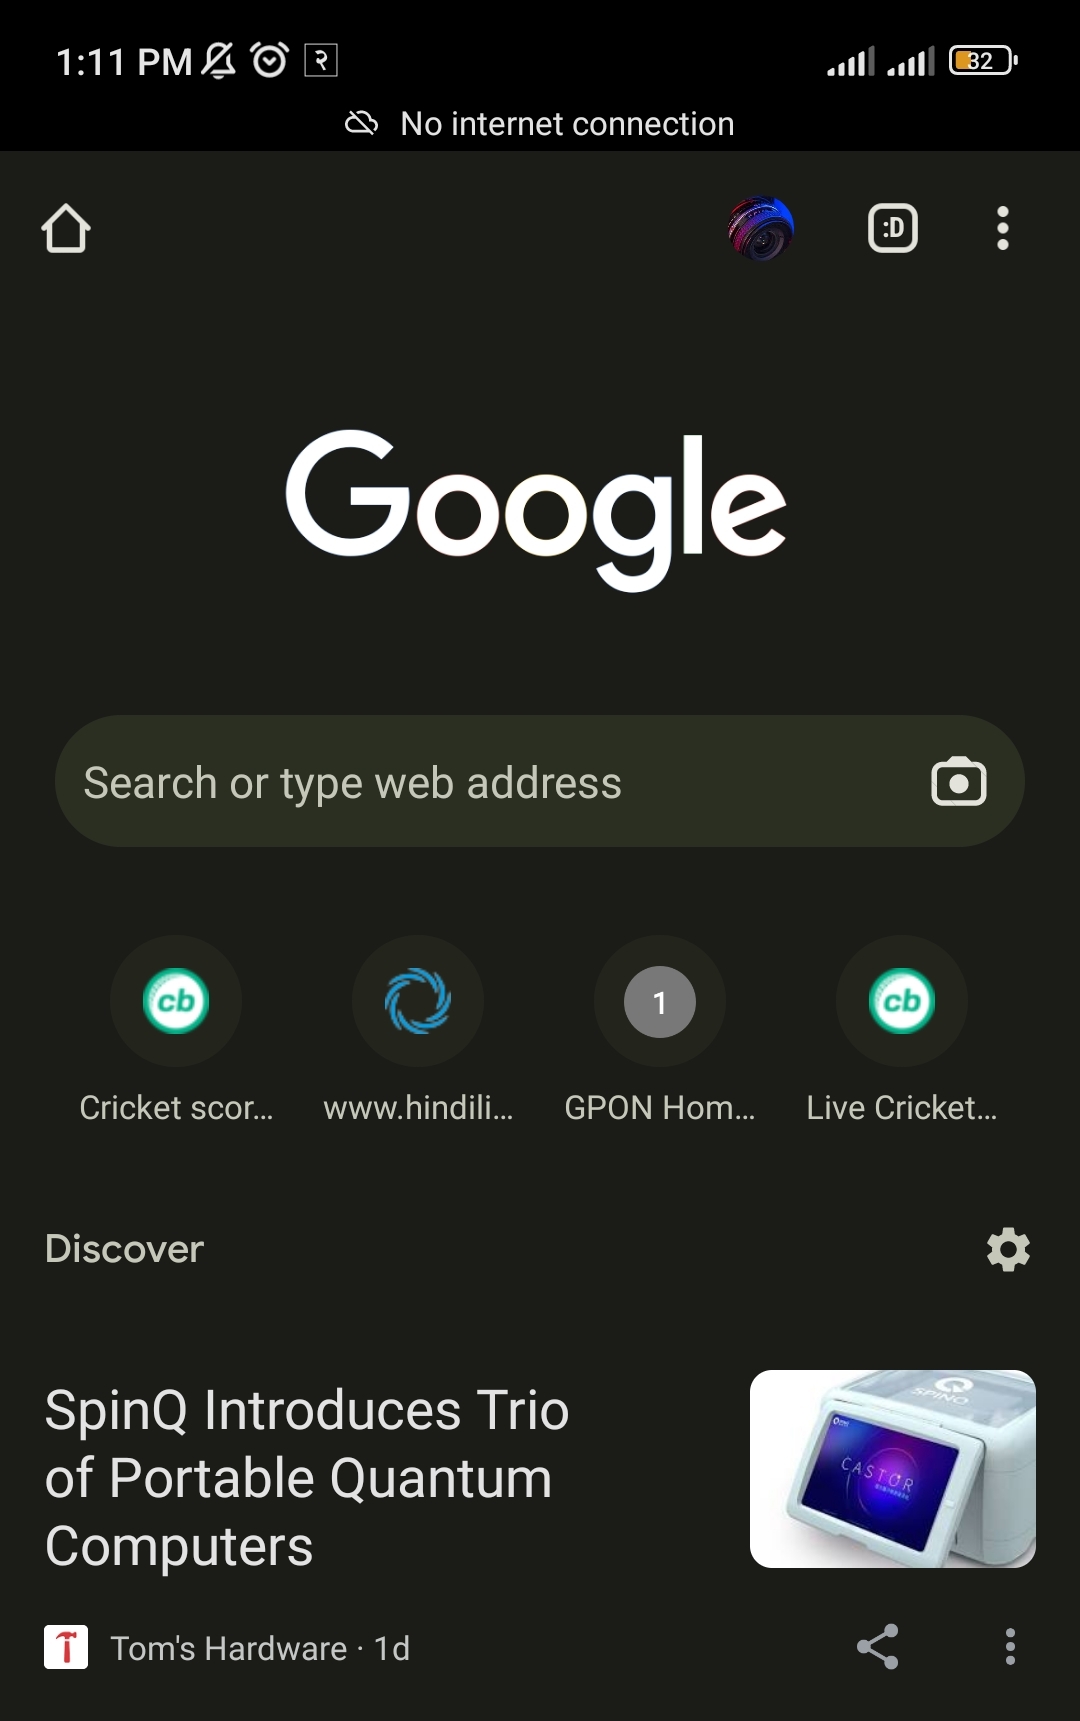 1:11 PM २ 32
No internet connection
:D
Google
Search or type web address
cb 1 cb
Cricket scor... www.hindili... GPON Hom... Live Cricket...
Discover
SpinQ Introduces Trio
of Portable Quantum
Computers
SPINQ
CASTOR
Tom's Hardware · 1d